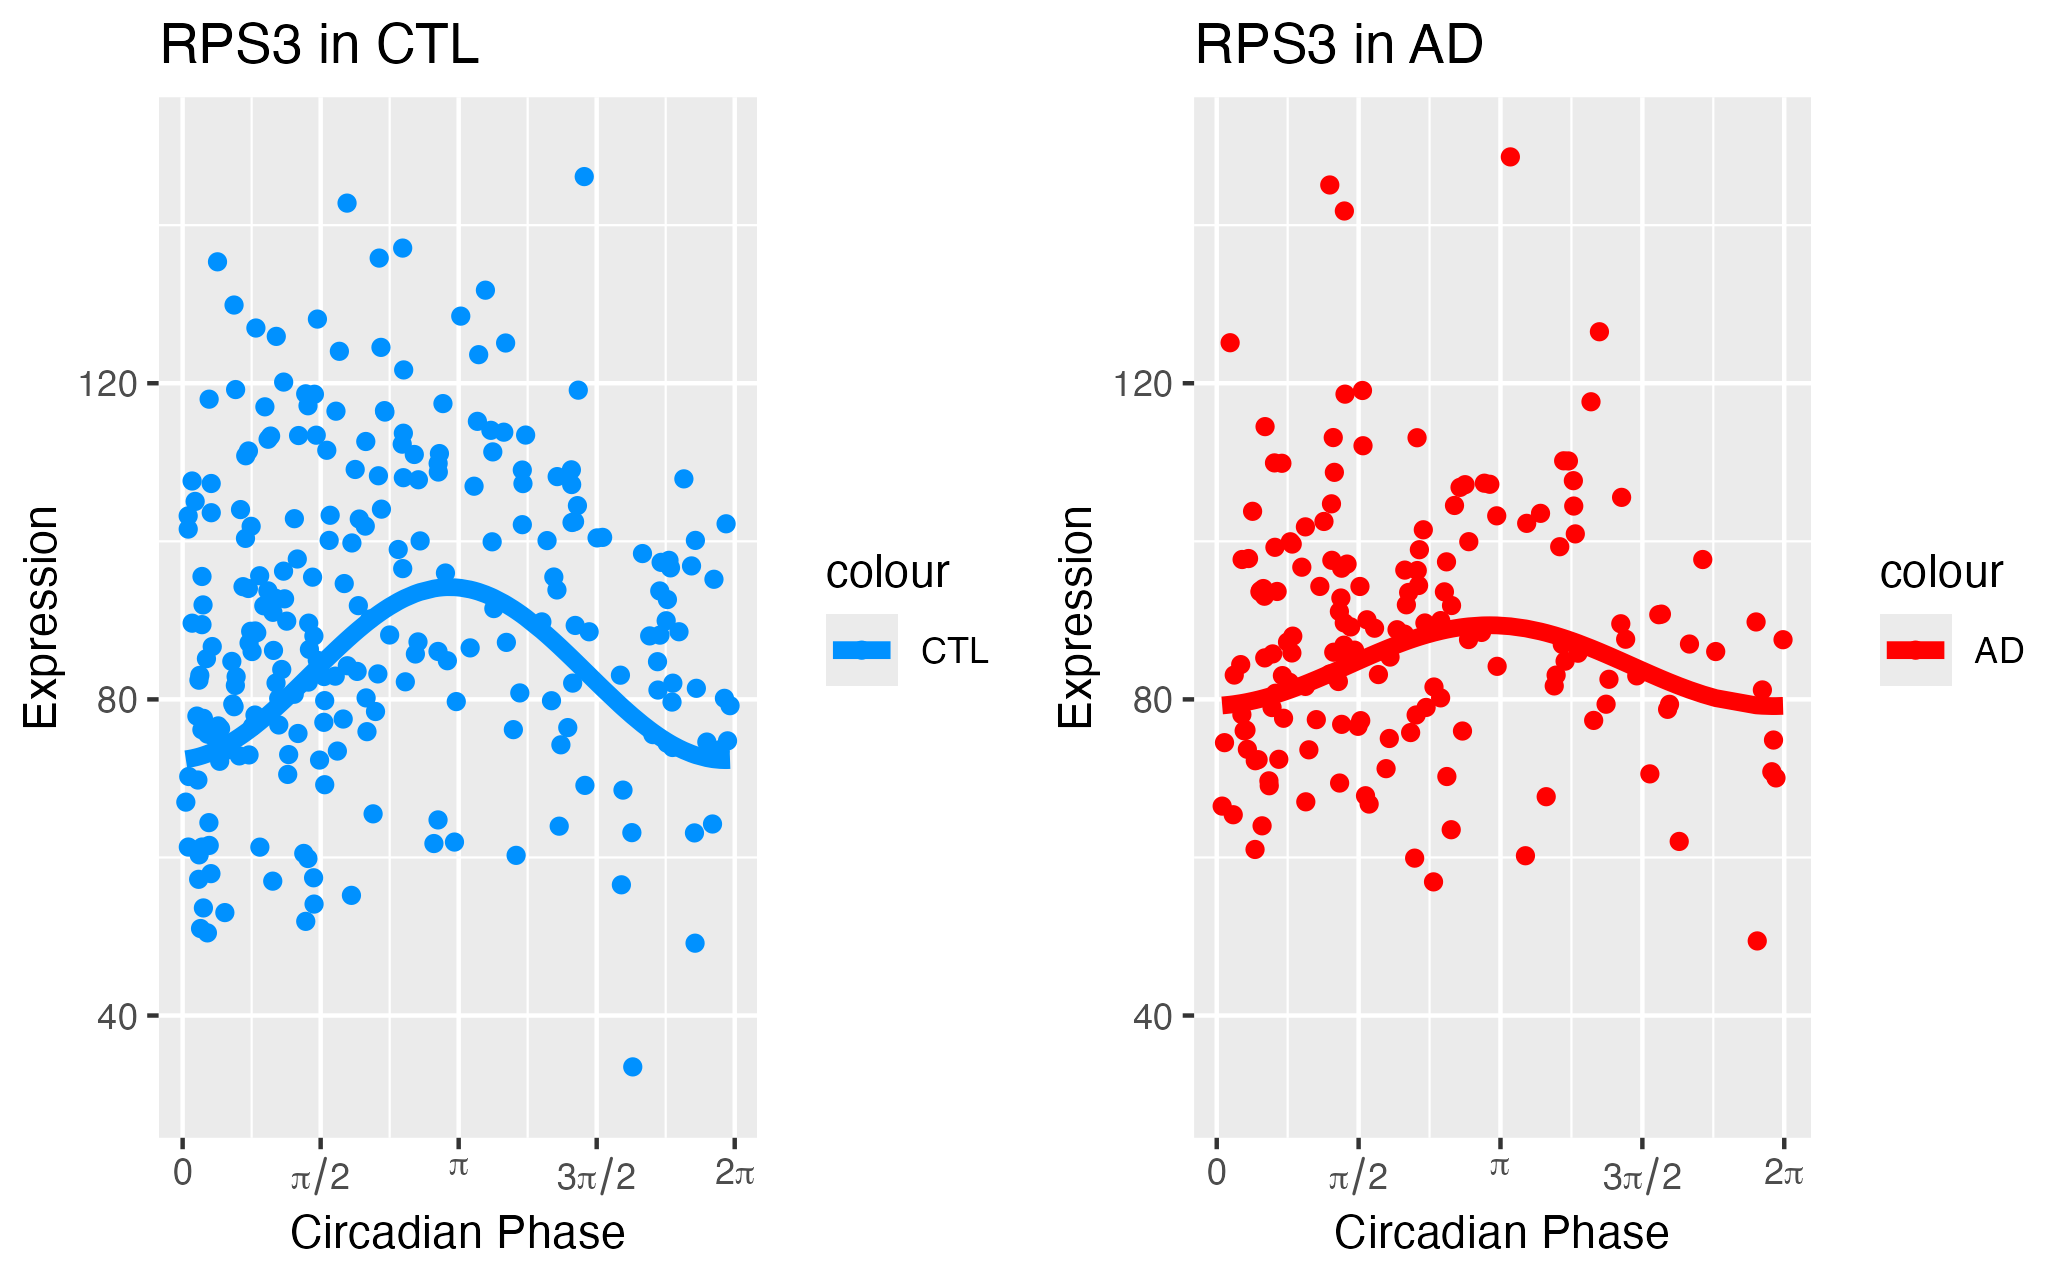 RPS3 in CTL
Expression
120
80
40
0 π/2 π 3π/2 2π
Circadian Phase
colour
CTL
RPS3 in AD
Expression
120
80
40
0 π/2 π 3π/2 2π
Circadian Phase
colour
AD